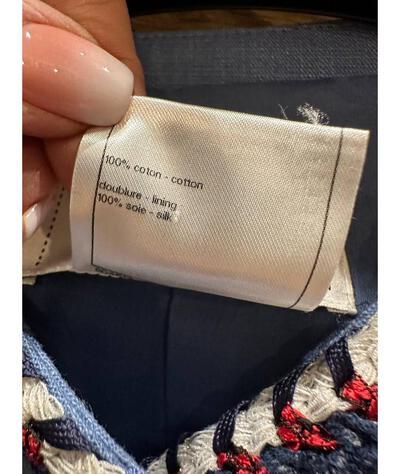 100% coton - cotton
doublure - lining
100% soie - silk